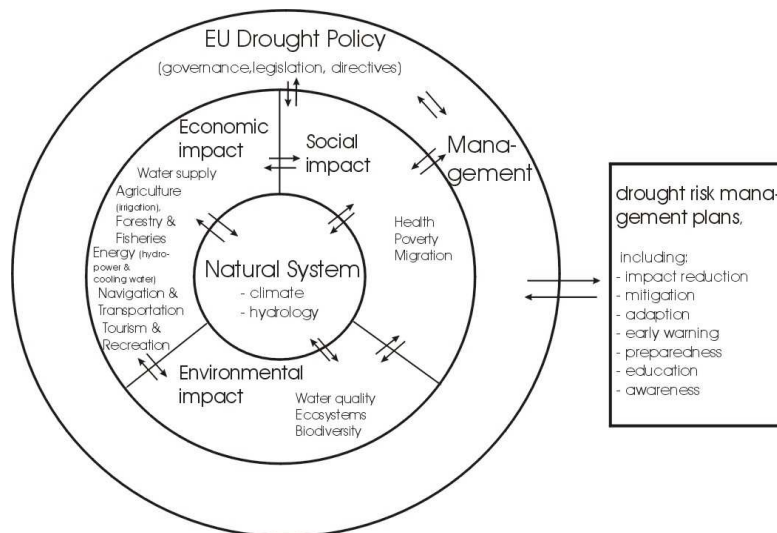 EU Drought Policy
(governance,legislation, directives)
Economic
impact
Social
impact
Mana-
gement
Water supply
Agriculture
(irrigation),
Forestry &
Fisheries
Energy (hydro-
power &
cooling water)
Navigation &
Transportation
Tourism &
Recreation
Health
Poverty
Migration
Natural System
- climate
- hydrology
Environmental
impact
Water quality
Ecosystems
Biodiversity
drought risk mana-
gement plans,
including:
- impact reduction
- mitigation
- adaption
- early warning
- preparedness
- education
- awareness